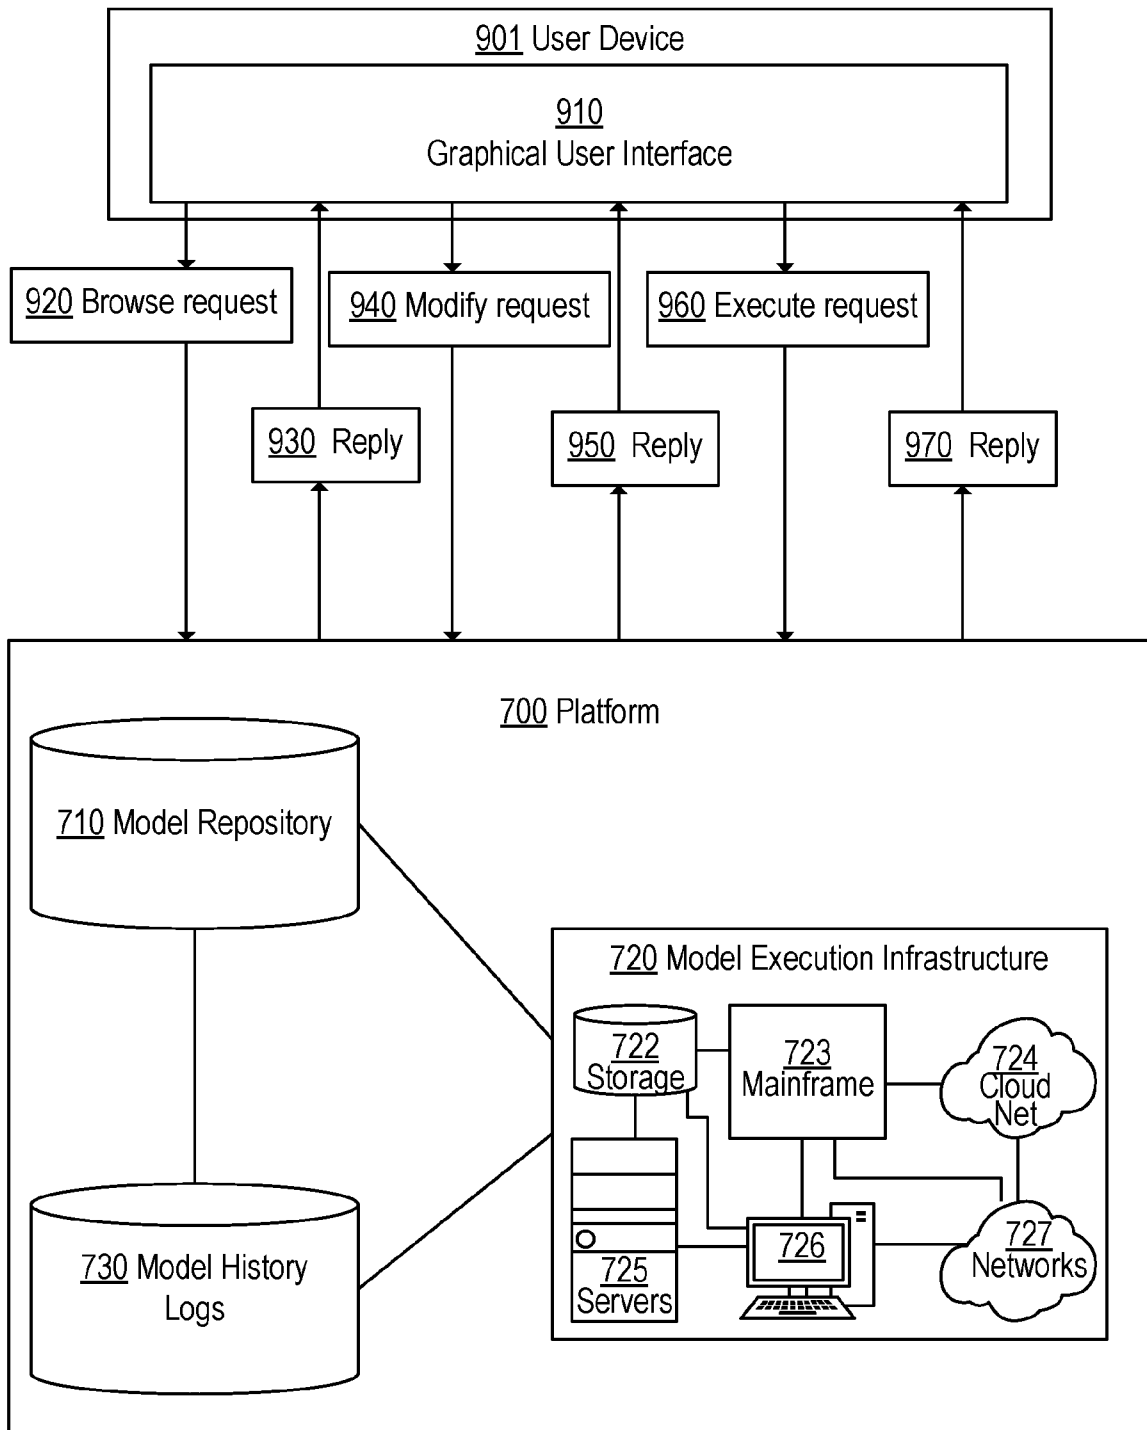 901 User Device
910
Graphical User Interface
920 Browse request
940 Modify request
960 Execute request
930 Reply
950 Reply
970 Reply
700 Platform
710 Model Repository
720 Model Execution Infrastructure
722
Storage
723
Mainframe
724
Cloud
Net
725
Servers
726
727
Networks
730 Model History
Logs